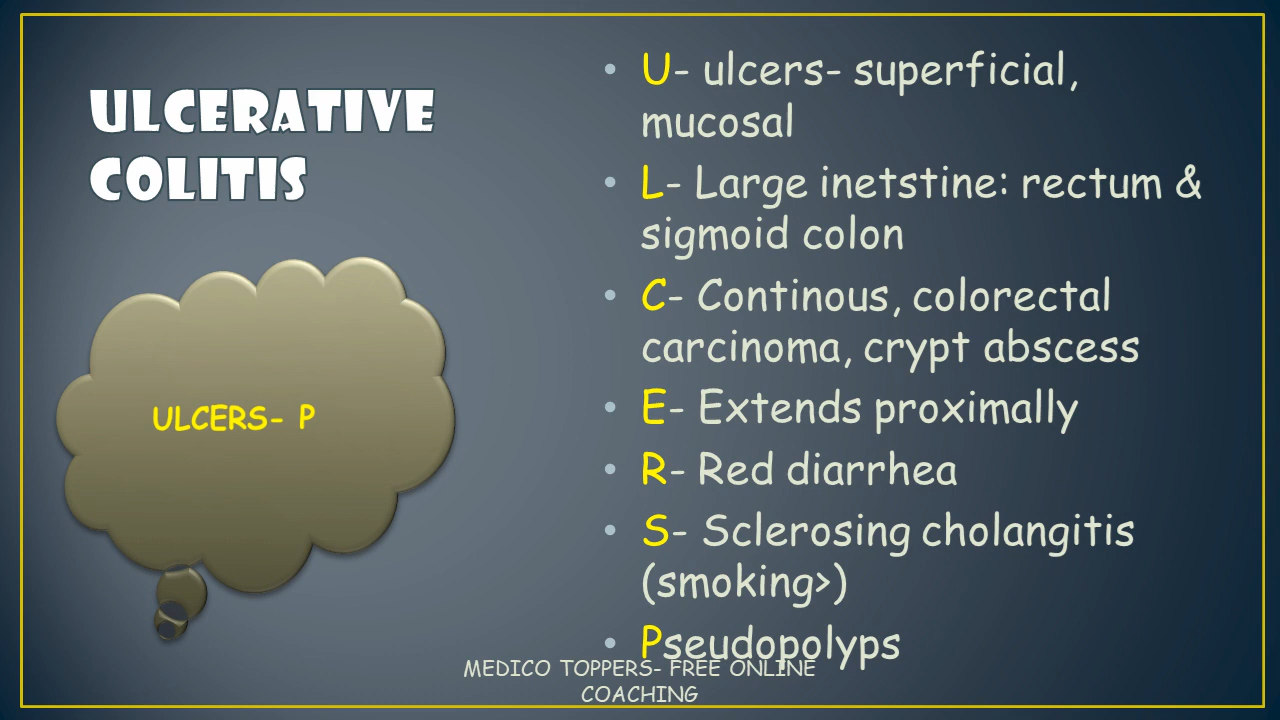 ULCERATIVE
COLITIS
ULCERS- P
• U- ulcers- superficial,
mucosal
• L- Large inetstine: rectum &
sigmoid colon
• C- Continous, colorectal
carcinoma, crypt abscess
• E- Extends proximally
• R- Red diarrhea
• S- Sclerosing cholangitis
(smoking>)
• Pseudopolyps
MEDICO TOPPERS- FREE ONLINE
COACHING